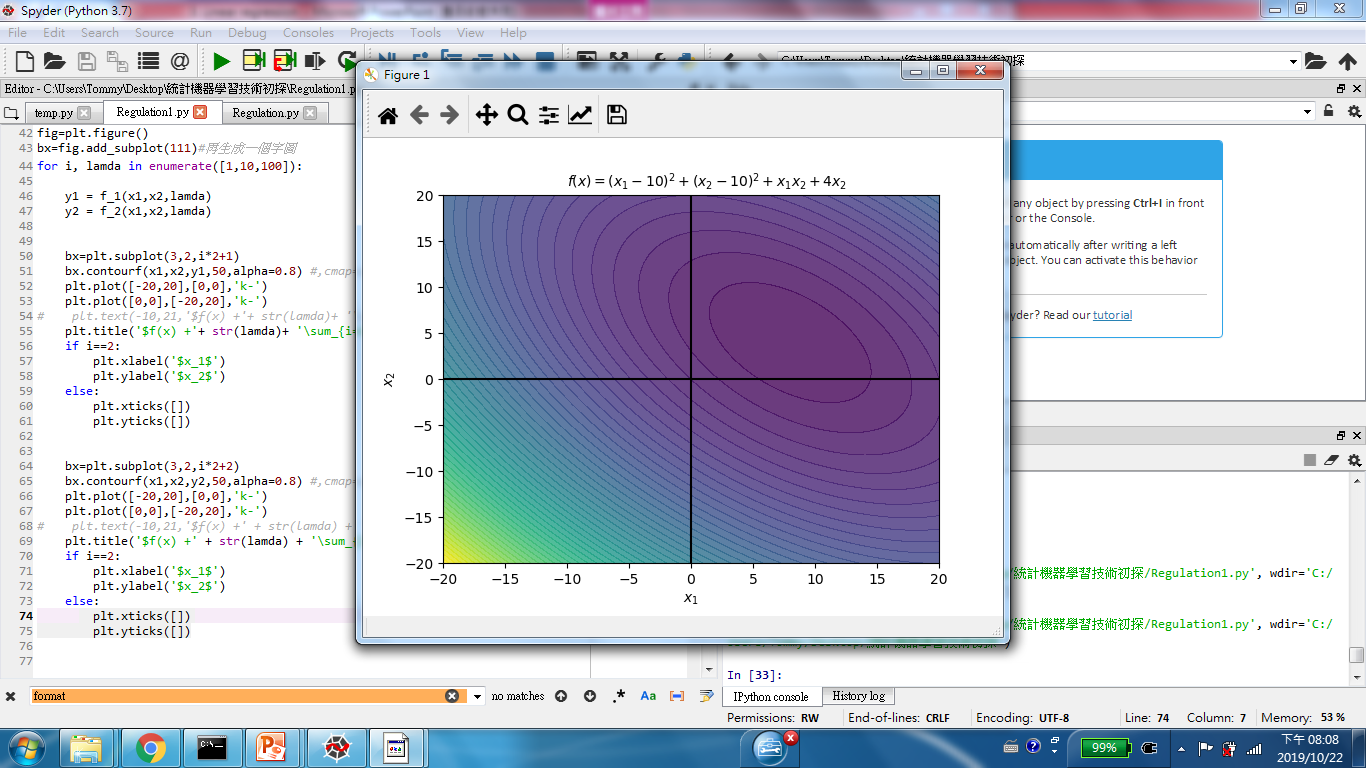 Spyder (Python 3.7)
File Edit Search Source Run Debug Consoles Projects Tools View Help
C:\Users\Tommy\Desktop\統計機器學習技術初探
Editor - C:\Users\Tommy\Desktop\統計機器學習技術初探\Regulation1.p
temp.py Regulation1.py Regulation.py
42 fig=plt.figure()
43 bx=fig.add_subplot(111)#再生成一個子圖
44 for i, lamda in enumerate([1,10,100]):
45
46 y1 = f_1(x1,x2,lamda)
47 y2 = f_2(x1,x2,lamda)
48
49
50 bx=plt.subplot(3,2,i*2+1)
51 bx.contourf(x1,x2,y1,50,alpha=0.8) #,cmap=
52 plt.plot([-20,20],[0,0],'k-')
53 plt.plot([0,0],[-20,20],'k-')
54 # plt.text(-10,21,'$f(x) +'+ str(lamda)+ '
55 plt.title('$f(x) +'+ str(lamda)+ '\sum_{i=
56 if i==2:
57 plt.xlabel('$x_1$')
58 plt.ylabel('$x_2$')
59 else:
60 plt.xticks([])
61 plt.yticks([])
62
63
64 bx=plt.subplot(3,2,i*2+2)
65 bx.contourf(x1,x2,y2,50,alpha=0.8) #,cmap=
66 plt.plot([-20,20],[0,0],'k-')
67 plt.plot([0,0],[-20,20],'k-')
68 # plt.text(-10,21,'$f(x) +' + str(lamda) +
69 plt.title('$f(x) +' + str(lamda) + '\sum_
70 if i==2:
71 plt.xlabel('$x_1$')
72 plt.ylabel('$x_2$')
73 else:
74 plt.xticks([])
75 plt.yticks([])
76
77
Figure 1
f(x) = (x₁ − 10)² + (x₂ − 10)² + x₁x₂ + 4x₂
20
15
10
5
0
−5
−10
−15
−20
x₂
−20 −15 −10 −5 0 5 10 15 20
x₁
any object by pressing Ctrl+I in front
or the Console.
automatically after writing a left
bject. You can activate this behavior
yder? Read our tutorial
/統計機器學習技術初探/Regulation1.py', wdir='C:/
/統計機器學習技術初探/Regulation1.py', wdir='C:/
In [33]:
format no matches .* Aa
IPython console History log
Permissions: RW End-of-lines: CRLF Encoding: UTF-8 Line: 74 Column: 7 Memory: 53 %
99%
下午 08:08
2019/10/22